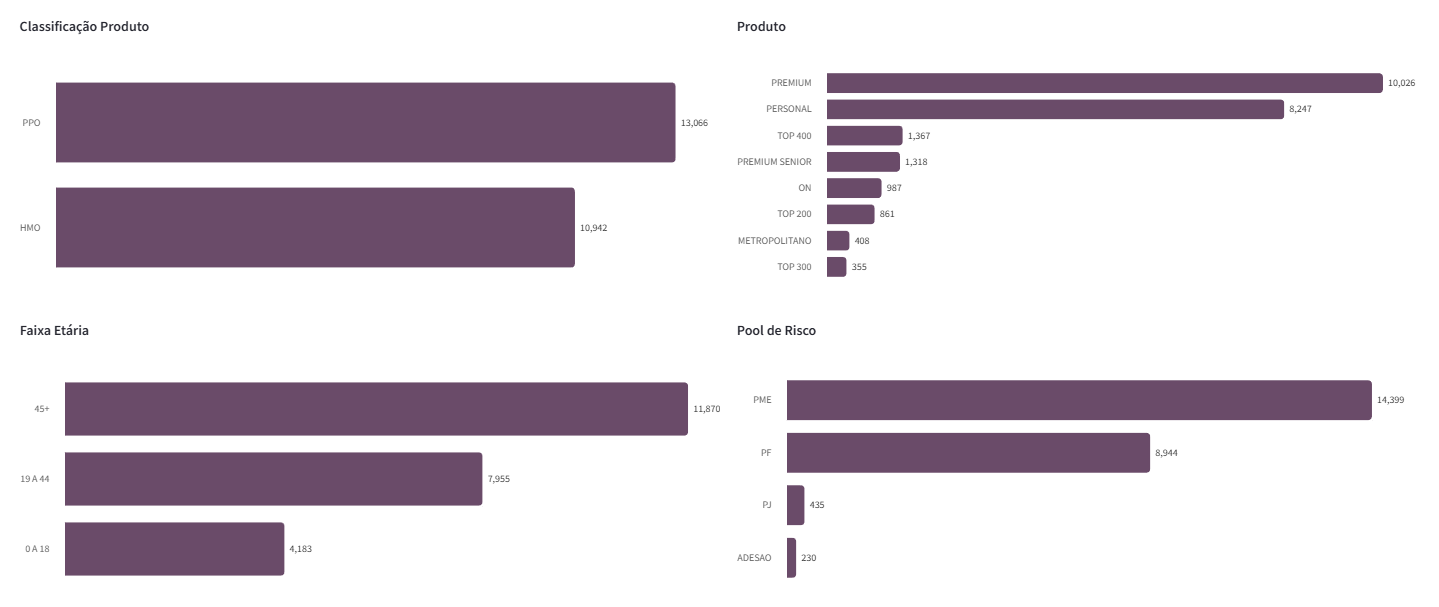 Classificação Produto
PPO 13,066
HMO 10,942
Produto
PREMIUM 10,026
PERSONAL 8,247
TOP 400 1,367
PREMIUM SENIOR 1,318
ON 987
TOP 200 861
METROPOLITANO 408
TOP 300 355
Faixa Etária
45+ 11,870
19 A 44 7,955
0 A 18 4,183
Pool de Risco
PME 14,399
PF 8,944
PJ 435
ADESAO 230